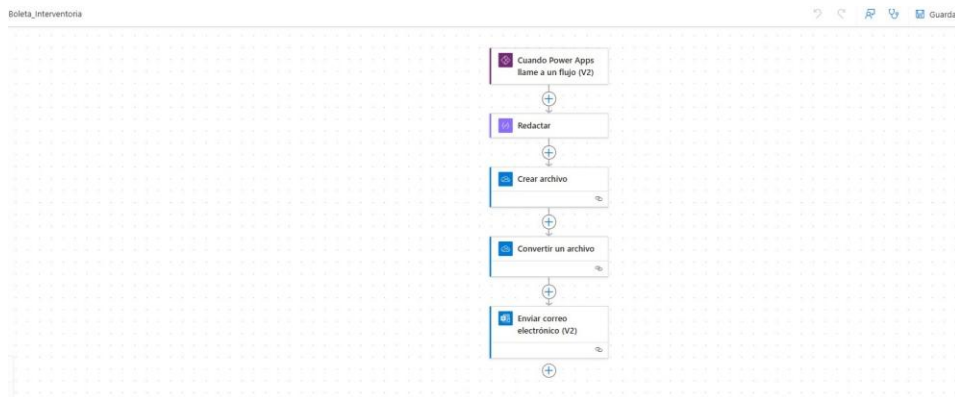 Boleta_Interventoria
Guarda
Cuando Power Apps
llame a un flujo (V2)
Redactar
Crear archivo
Convertir un archivo
Enviar correo
electrónico (V2)